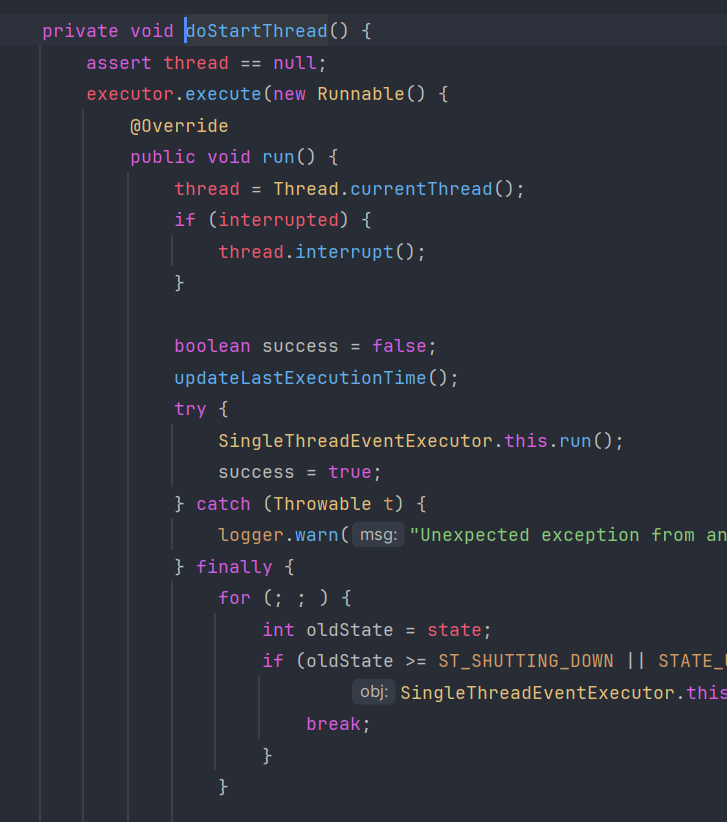 private void doStartThread() {
assert thread == null;
executor.execute(new Runnable() {
@Override
public void run() {
thread = Thread.currentThread();
if (interrupted) {
thread.interrupt();
}
boolean success = false;
updateLastExecutionTime();
try {
SingleThreadEventExecutor.this.run();
success = true;
} catch (Throwable t) {
logger.warn( msg: "Unexpected exception from an
} finally {
for (; ; ) {
int oldState = state;
if (oldState >= ST_SHUTTING_DOWN || STATE_
obj: SingleThreadEventExecutor.this
break;
}
}